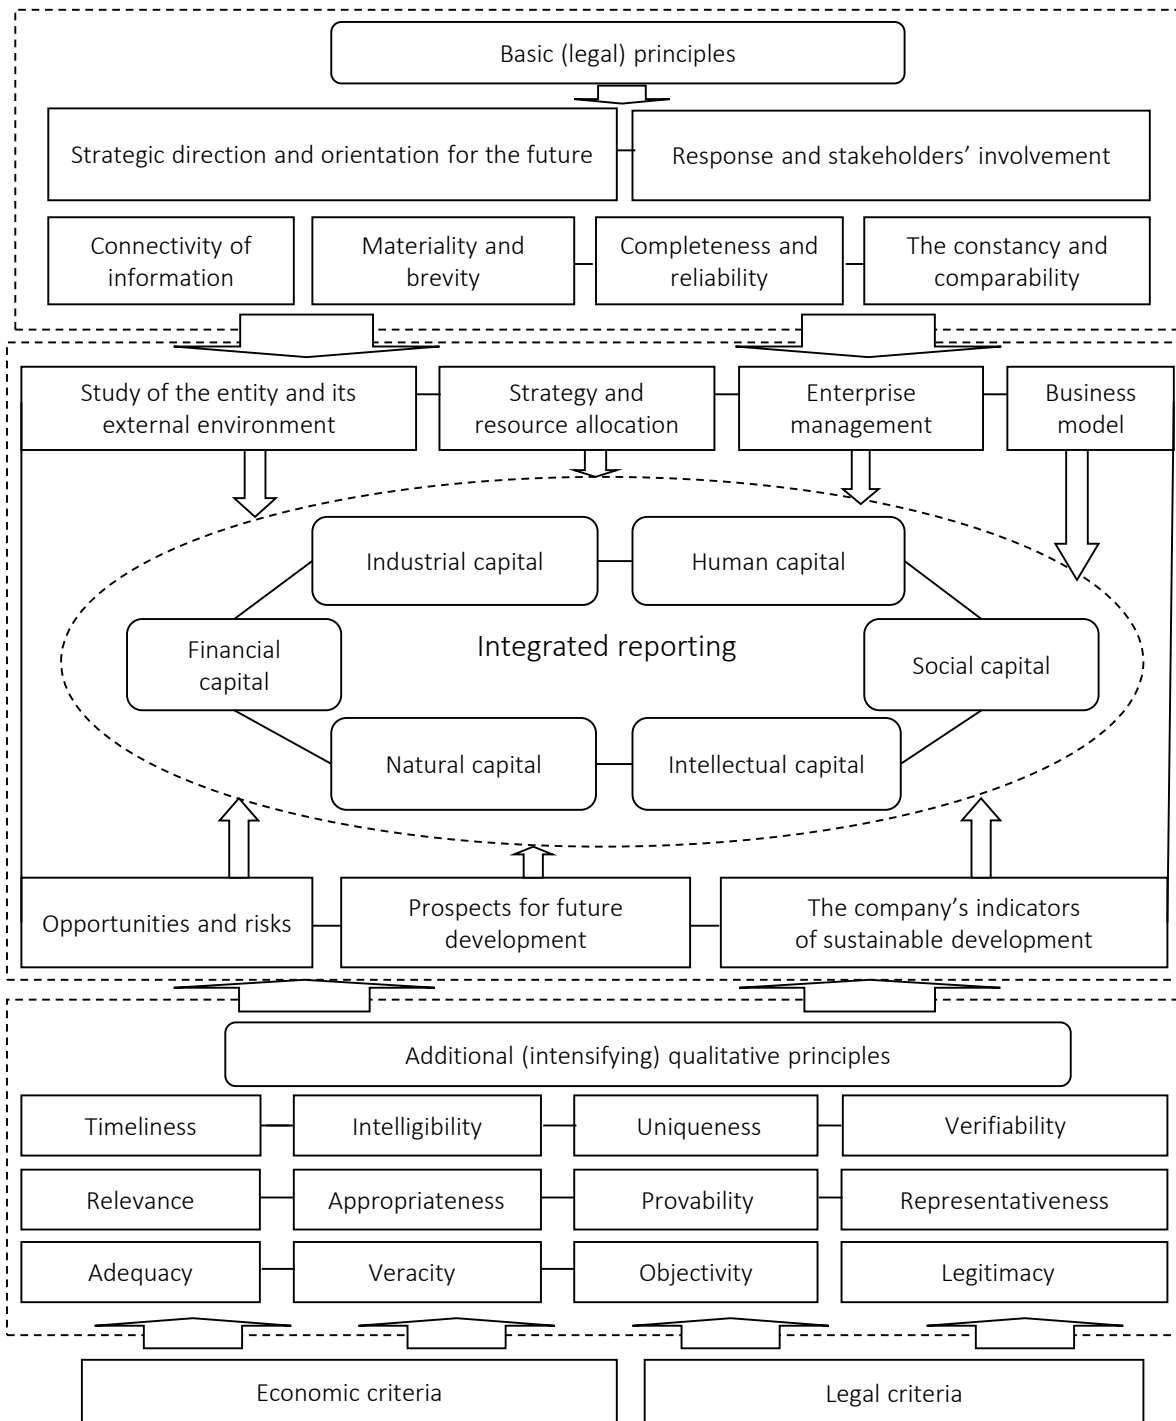 Basic (legal) principles
Strategic direction and orientation for the future
Response and stakeholders’ involvement
Connectivity of
information
Materiality and
brevity
Completeness and
reliability
The constancy and
comparability
Study of the entity and its
external environment
Strategy and
resource allocation
Enterprise
management
Business
model
Industrial capital
Human capital
Financial
capital
Integrated reporting
Social capital
Natural capital
Intellectual capital
Opportunities and risks
Prospects for future
development
The company’s indicators
of sustainable development
Additional (intensifying) qualitative principles
Timeliness
Intelligibility
Uniqueness
Verifiability
Relevance
Appropriateness
Provability
Representativeness
Adequacy
Veracity
Objectivity
Legitimacy
Economic criteria
Legal criteria